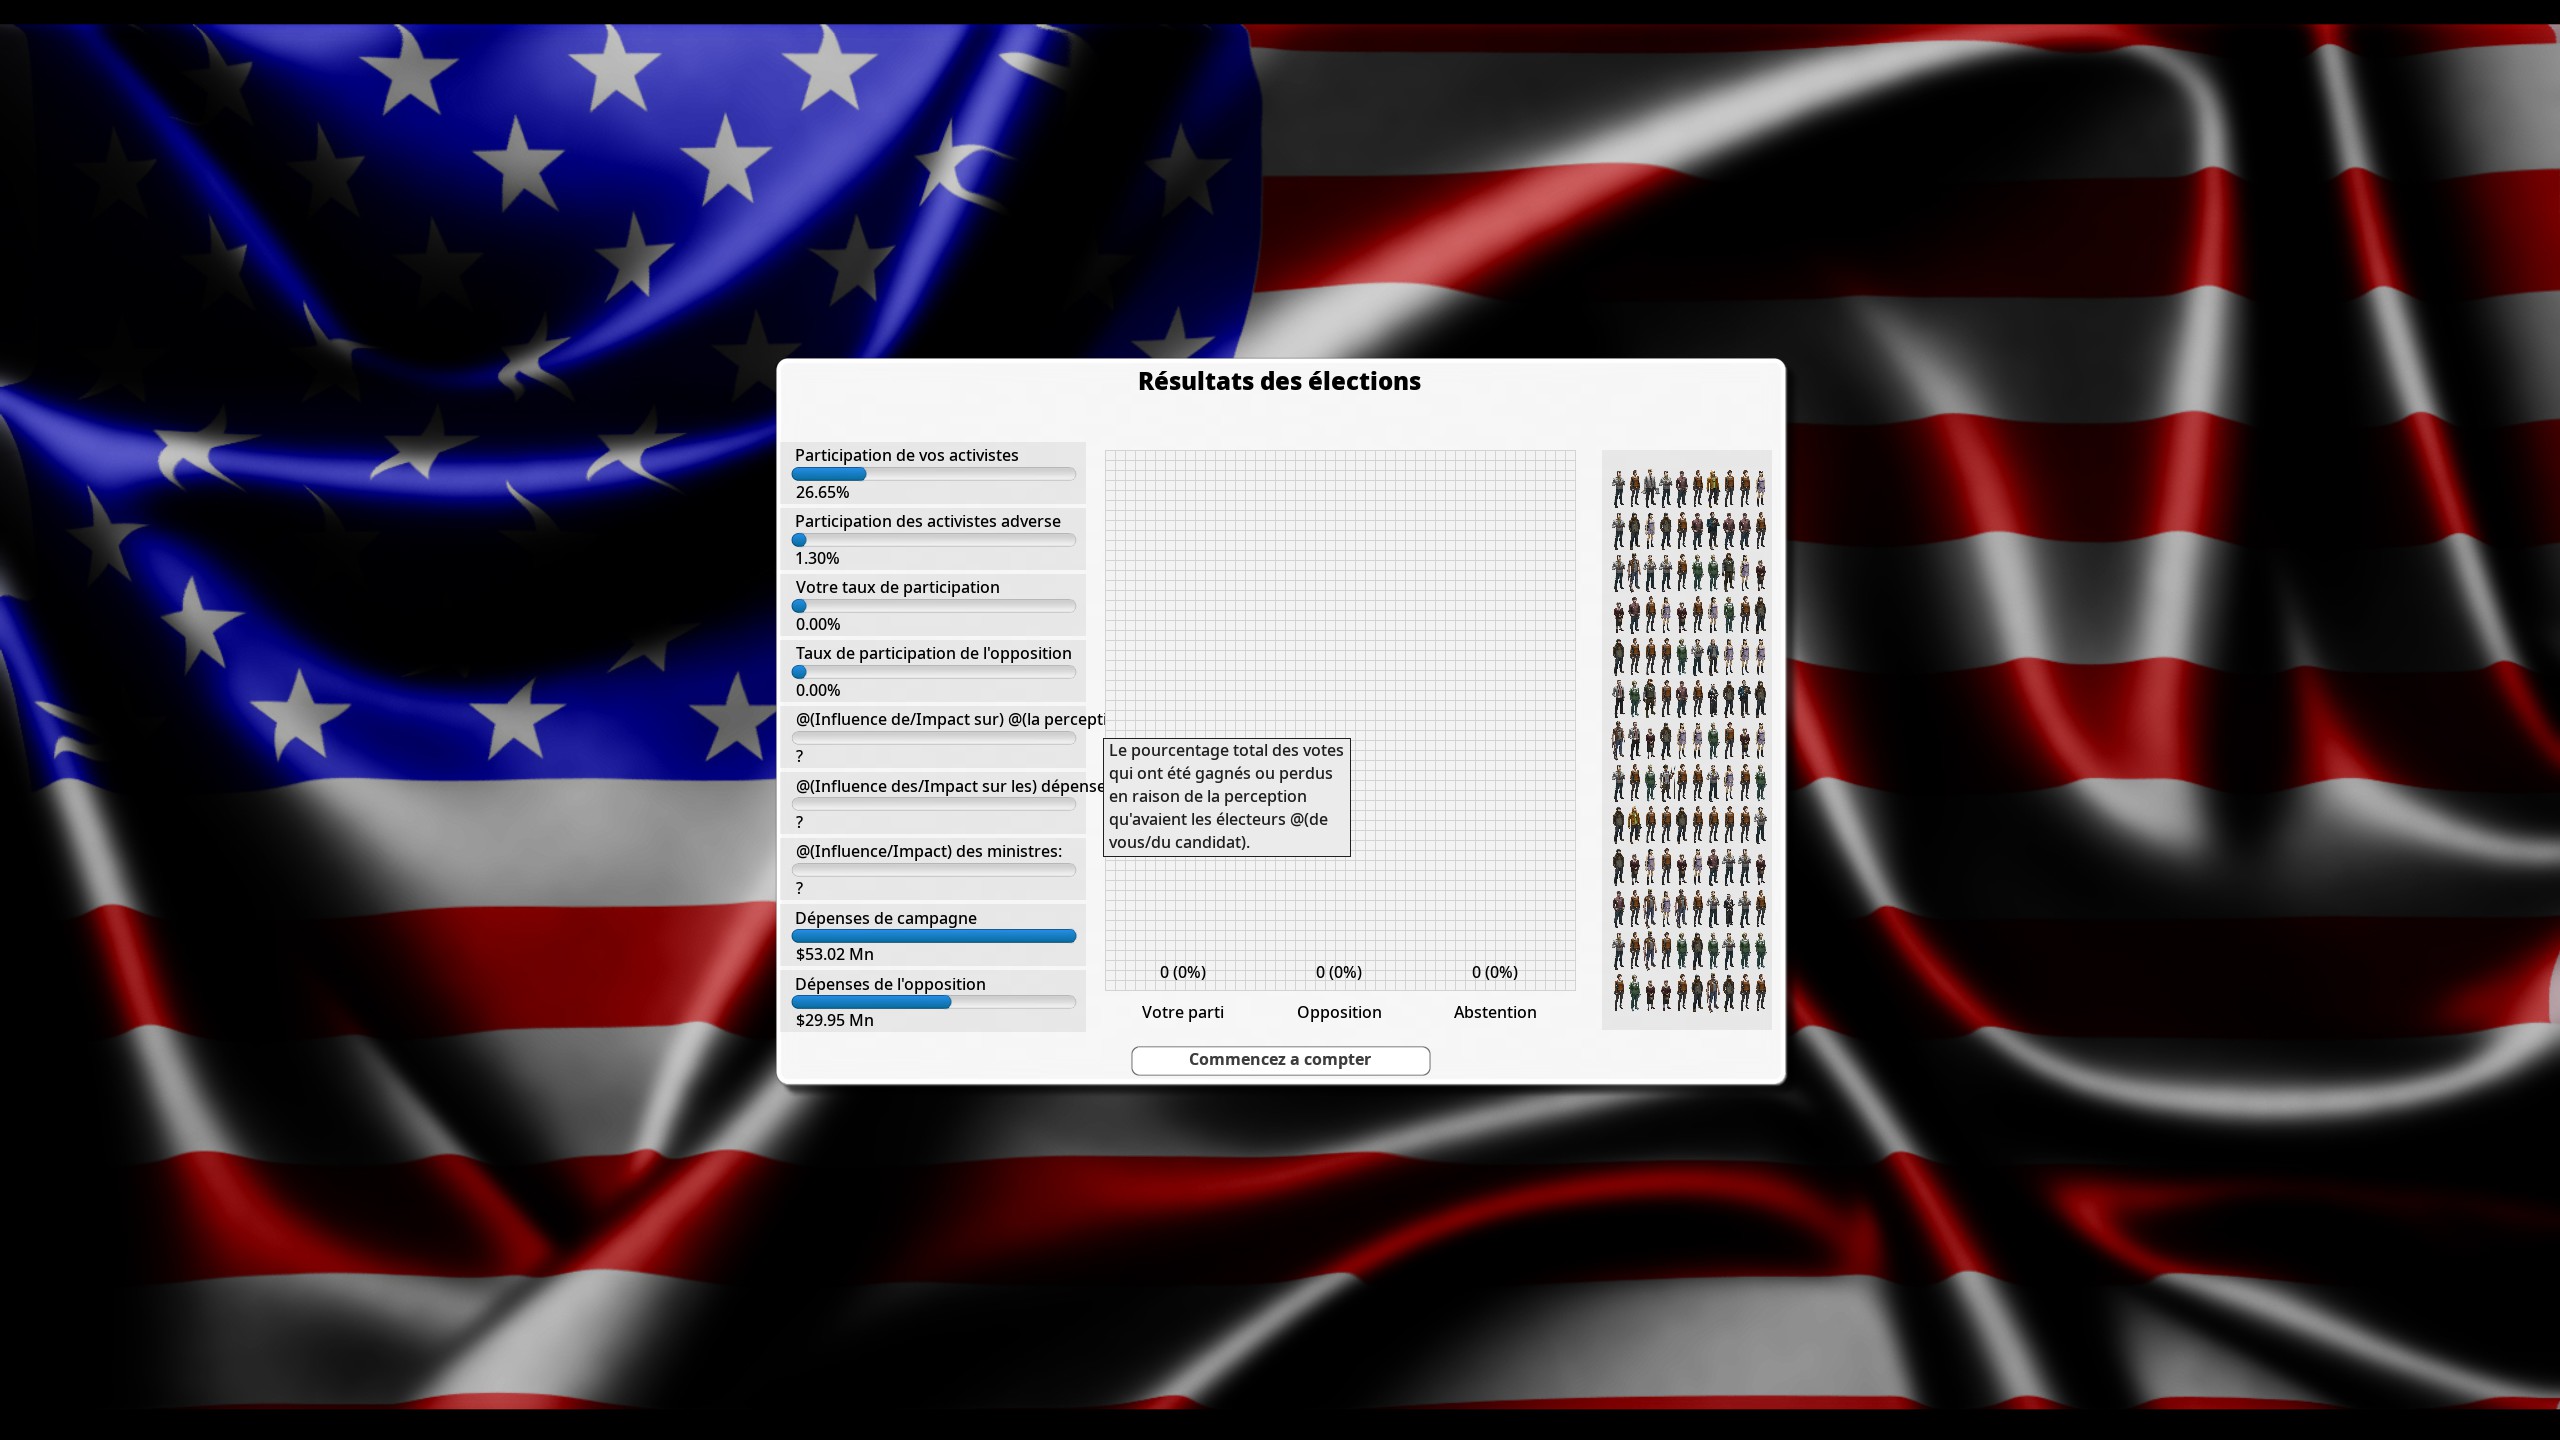 Résultats des élections
Participation de vos activistes
26.65%
Participation des activistes adverse
1.30%
Votre taux de participation
0.00%
Taux de participation de l'opposition
0.00%
@(Influence de/Impact sur) @(la percepti
?
@(Influence des/Impact sur les) dépense
?
@(Influence/Impact) des ministres:
?
Dépenses de campagne
$53.02 Mn
Dépenses de l'opposition
$29.95 Mn
Le pourcentage total des votes
qui ont été gagnés ou perdus
en raison de la perception
qu'avaient les électeurs @(de
vous/du candidat).
0 (0%)
0 (0%)
0 (0%)
Votre parti
Opposition
Abstention
Commencez a compter